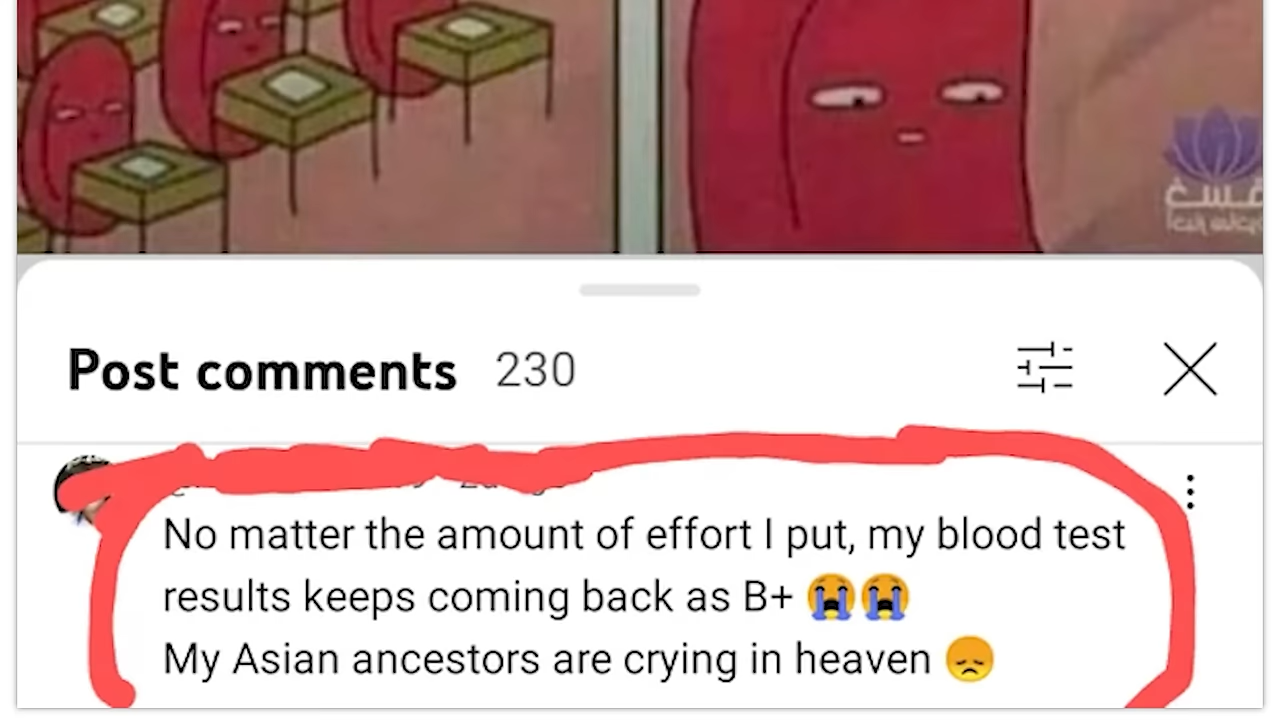 Post comments 230
No matter the amount of effort I put, my blood test
results keeps coming back as B+ 😭😭
My Asian ancestors are crying in heaven 😞